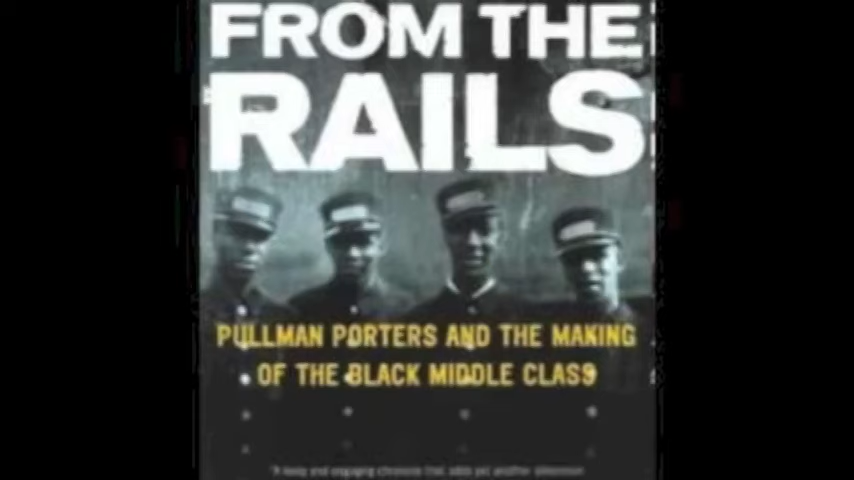 FROM THE
RAILS
PULLMAN PORTERS AND THE MAKING
OF THE BLACK MIDDLE CLASS